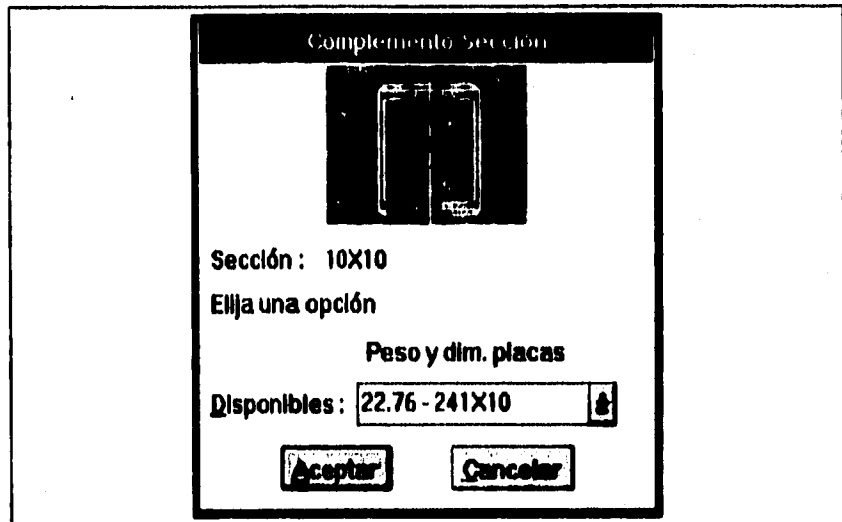 Complemento Sección
Sección : 10X10
Elija una opción
Peso y dim. placas
Disponibles : 22.76 - 241X10
Aceptar Cancelar